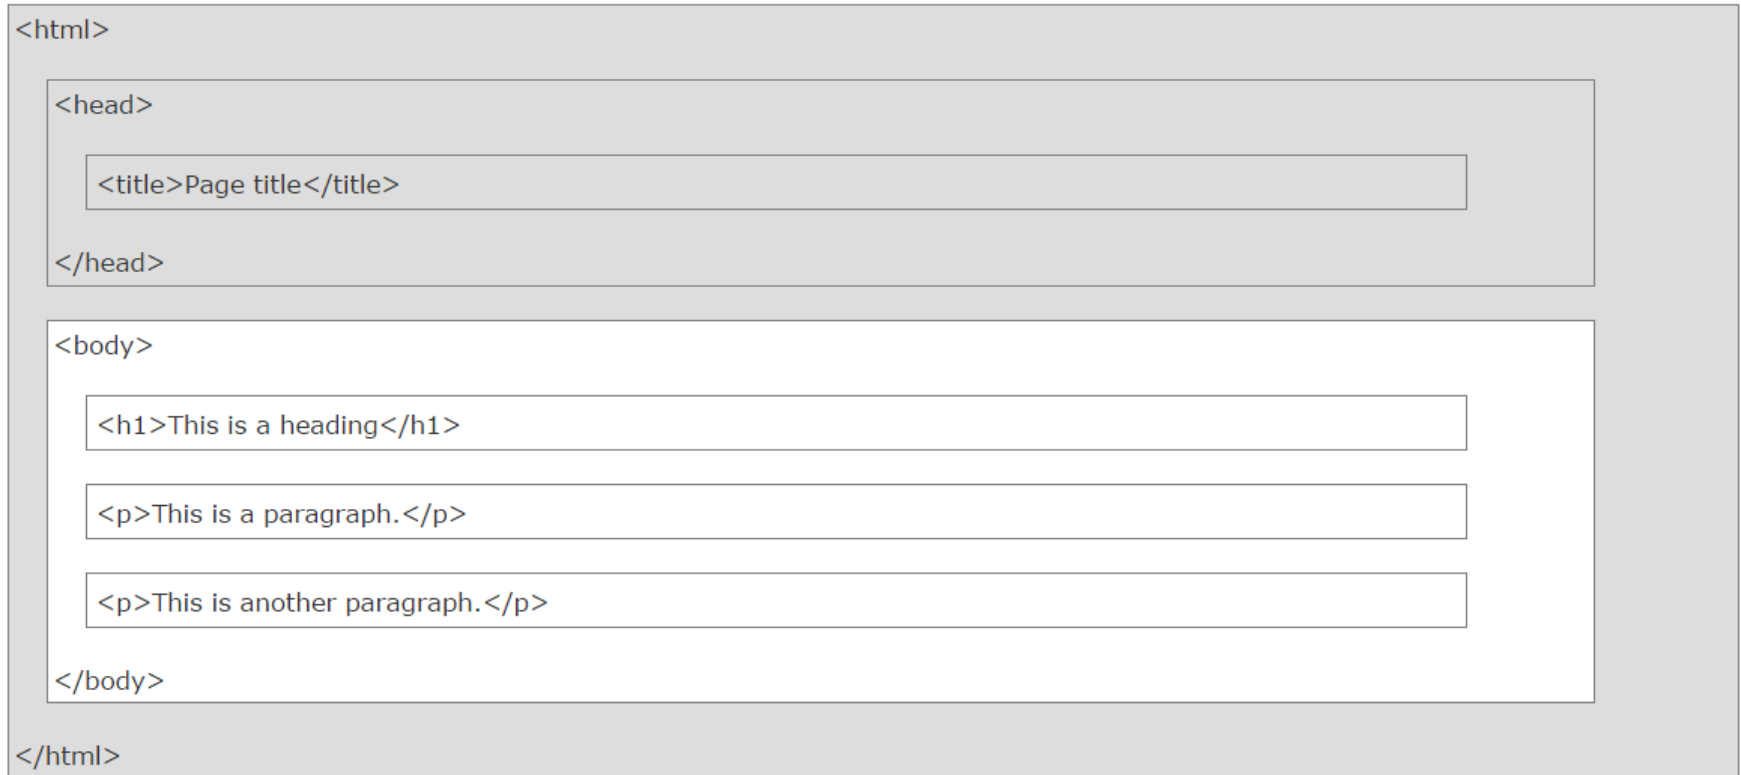 <html>
<head>
<title>Page title</title>
</head>
<body>
<h1>This is a heading</h1>
<p>This is a paragraph.</p>
<p>This is another paragraph.</p>
</body>
</html>